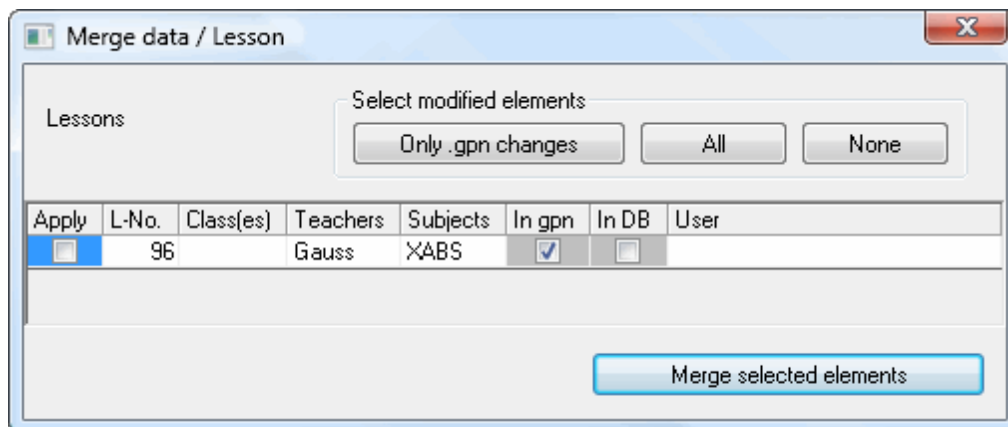 Merge data / Lesson
Lessons
Select modified elements
Only .gpn changes All None
Apply L-No. Class(es) Teachers Subjects In gpn In DB User
96 Gauss XABS
Merge selected elements